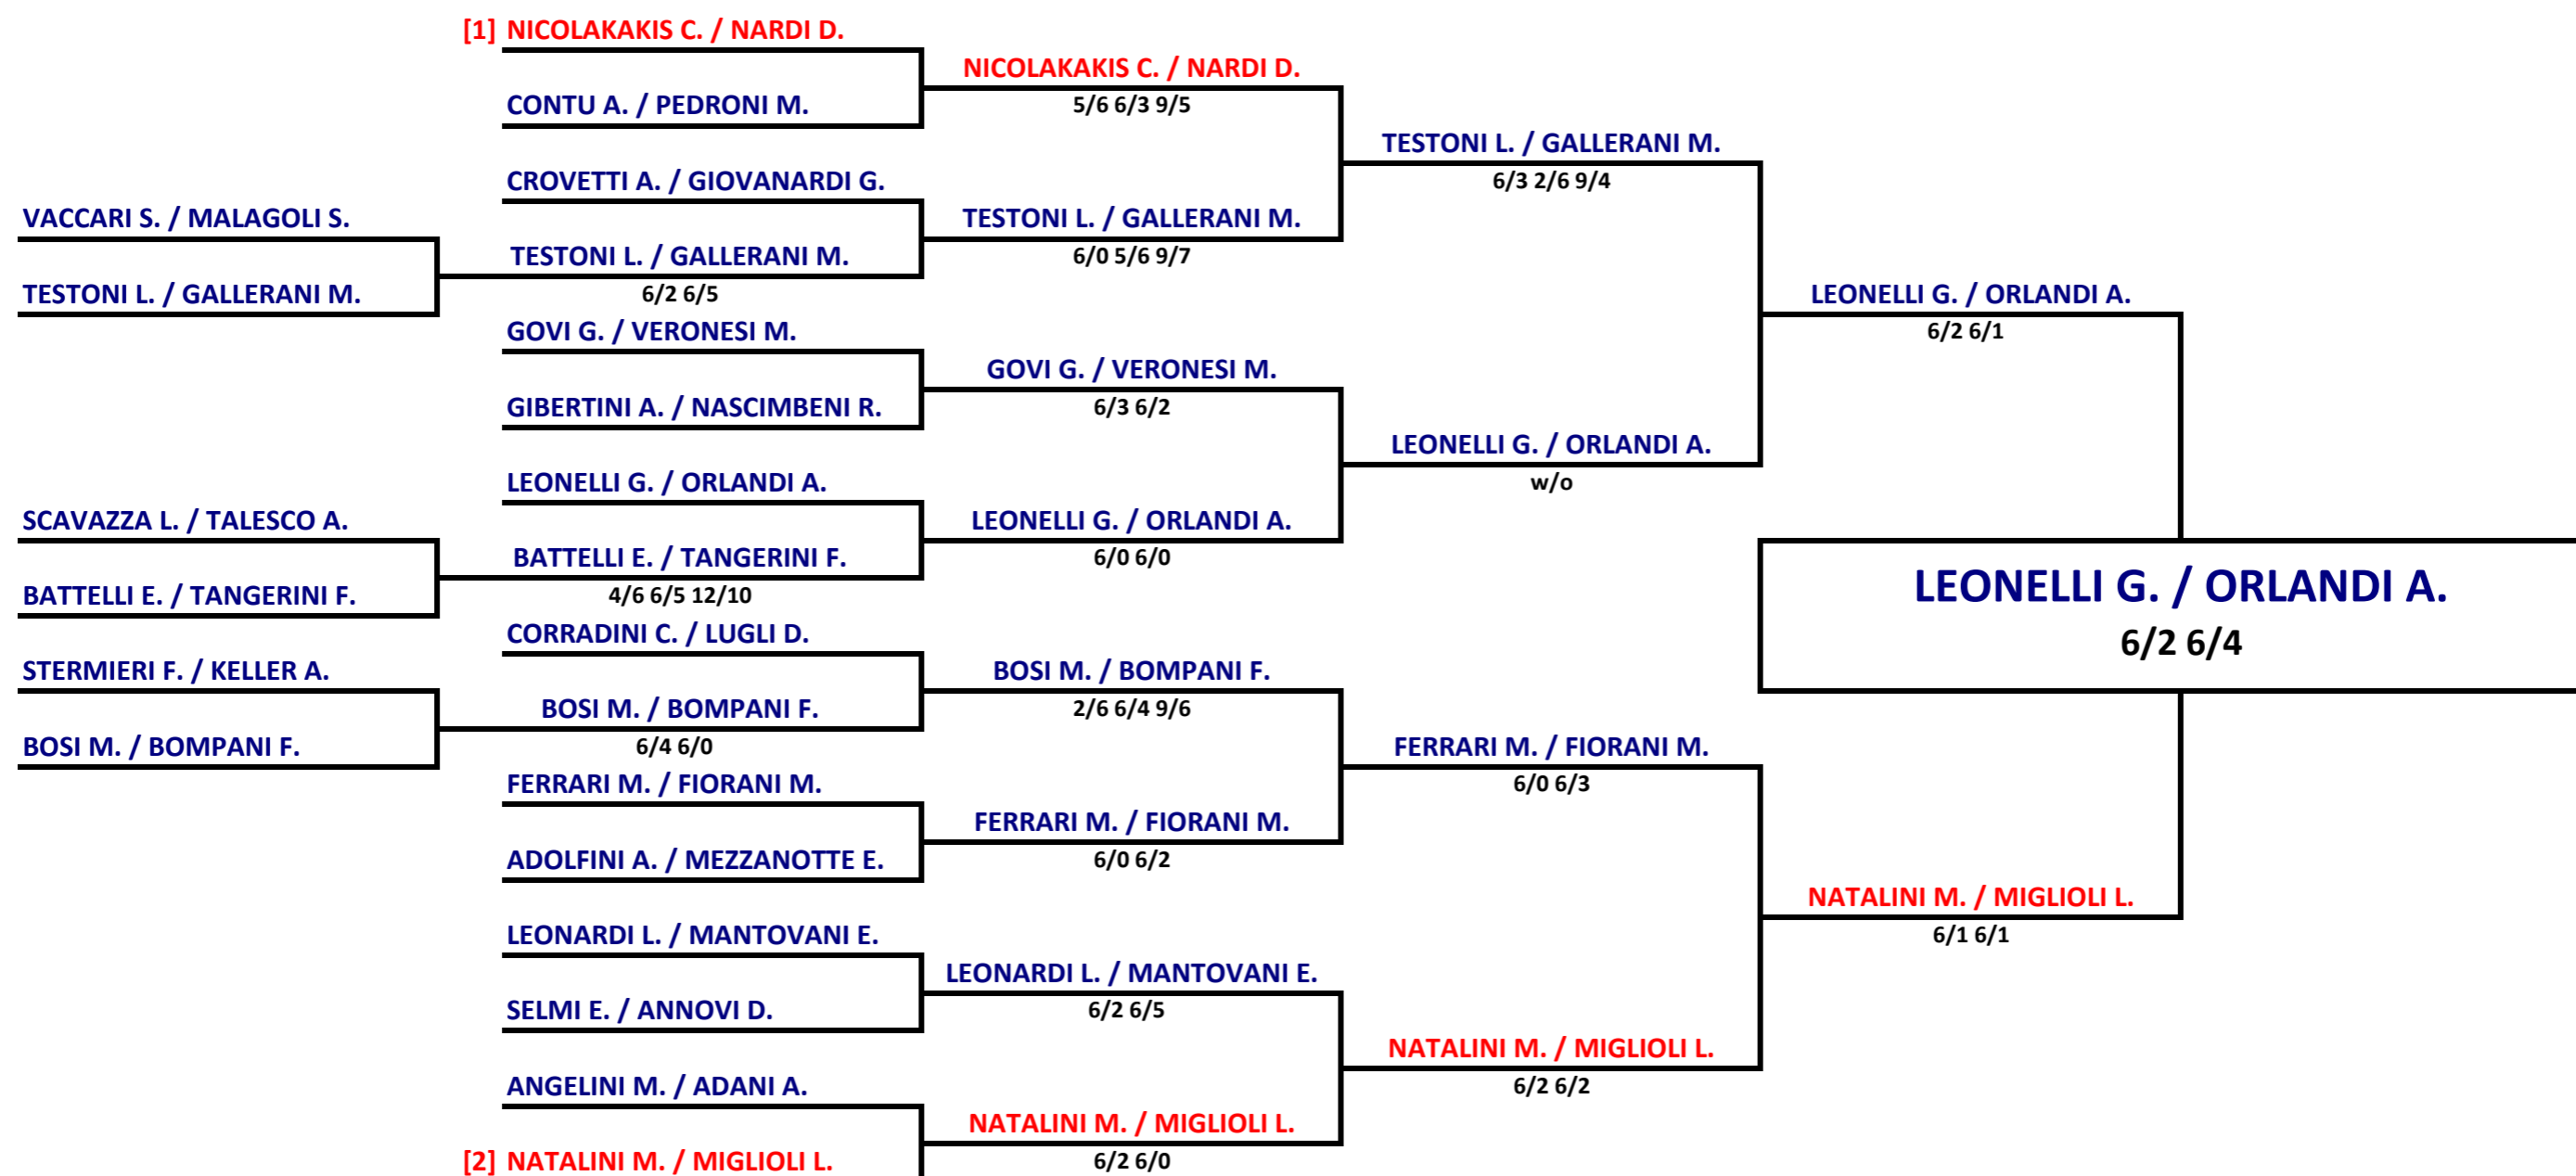 [1] NICOLAKAKIS C. / NARDI D.
NICOLAKAKIS C. / NARDI D.
CONTU A. / PEDRONI M.
5/6 6/3 9/5
TESTONI L. / GALLERANI M.
CROVETTI A. / GIOVANARDI G.
6/3 2/6 9/4
VACCARI S. / MALAGOLI S.
TESTONI L. / GALLERANI M.
TESTONI L. / GALLERANI M.
6/0 5/6 9/7
TESTONI L. / GALLERANI M.
6/2 6/5
LEONELLI G. / ORLANDI A.
GOVI G. / VERONESI M.
6/2 6/1
GOVI G. / VERONESI M.
GIBERTINI A. / NASCIMBENI R.
6/3 6/2
LEONELLI G. / ORLANDI A.
LEONELLI G. / ORLANDI A.
w/o
SCAVAZZA L. / TALESCO A.
LEONELLI G. / ORLANDI A.
BATTELLI E. / TANGERINI F.
6/0 6/0
BATTELLI E. / TANGERINI F.
4/6 6/5 12/10
LEONELLI G. / ORLANDI A.
6/2 6/4
CORRADINI C. / LUGLI D.
STERMIERI F. / KELLER A.
BOSI M. / BOMPANI F.
BOSI M. / BOMPANI F.
2/6 6/4 9/6
BOSI M. / BOMPANI F.
6/4 6/0
FERRARI M. / FIORANI M.
FERRARI M. / FIORANI M.
6/0 6/3
FERRARI M. / FIORANI M.
ADOLFINI A. / MEZZANOTTE E.
6/0 6/2
NATALINI M. / MIGLIOLI L.
LEONARDI L. / MANTOVANI E.
6/1 6/1
LEONARDI L. / MANTOVANI E.
SELMI E. / ANNOVI D.
6/2 6/5
NATALINI M. / MIGLIOLI L.
ANGELINI M. / ADANI A.
6/2 6/2
NATALINI M. / MIGLIOLI L.
[2] NATALINI M. / MIGLIOLI L.
6/2 6/0